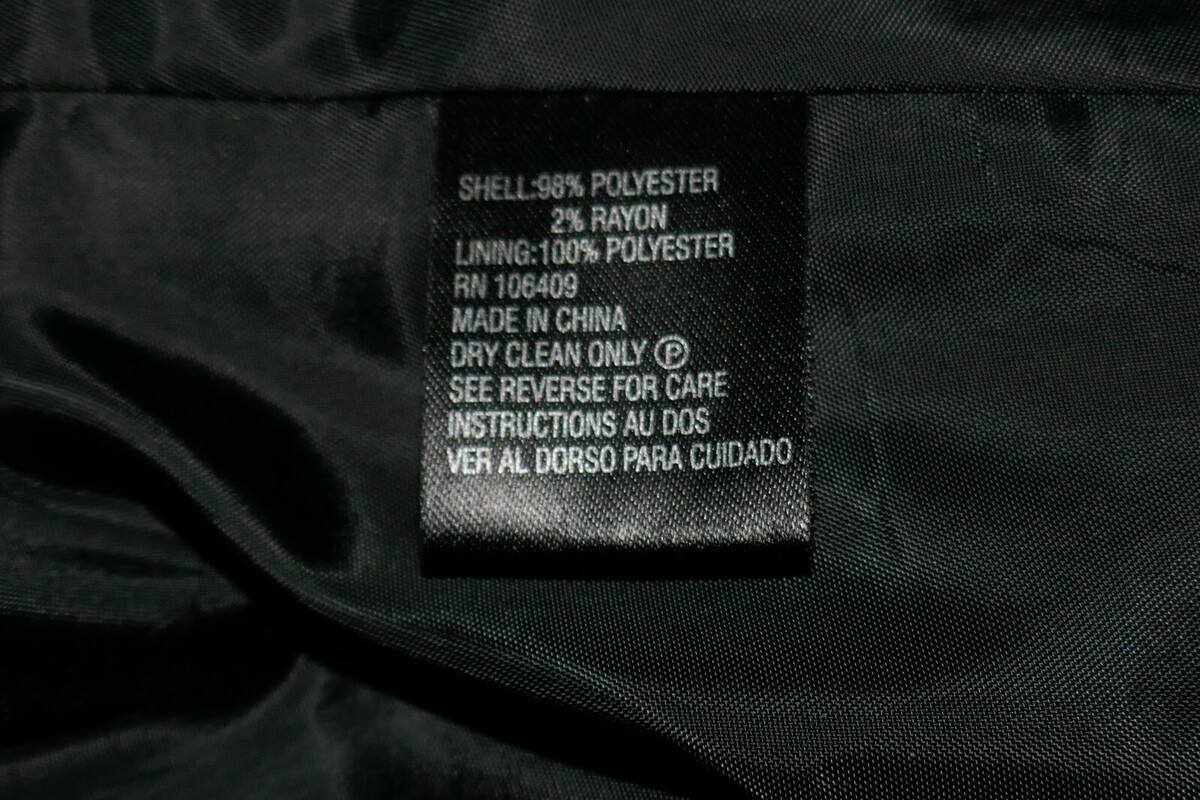 SHELL:98% POLYESTER
2% RAYON
LINING:100% POLYESTER
RN 106409
MADE IN CHINA
DRY CLEAN ONLY Ⓟ
SEE REVERSE FOR CARE
INSTRUCTIONS AU DOS
VER AL DORSO PARA CUIDADO